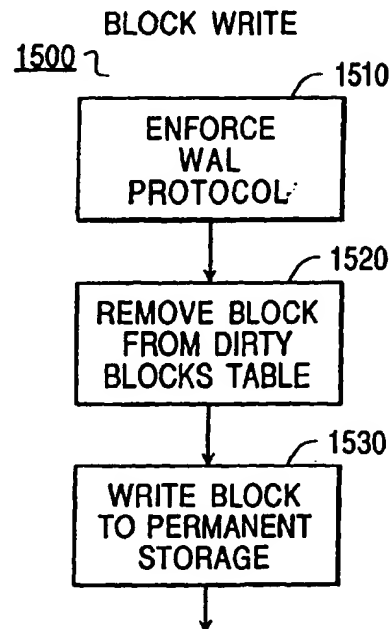 BLOCK WRITE
1500
1510
ENFORCE
WAL
PROTOCOL
1520
REMOVE BLOCK
FROM DIRTY
BLOCKS TABLE
1530
WRITE BLOCK
TO PERMANENT
STORAGE